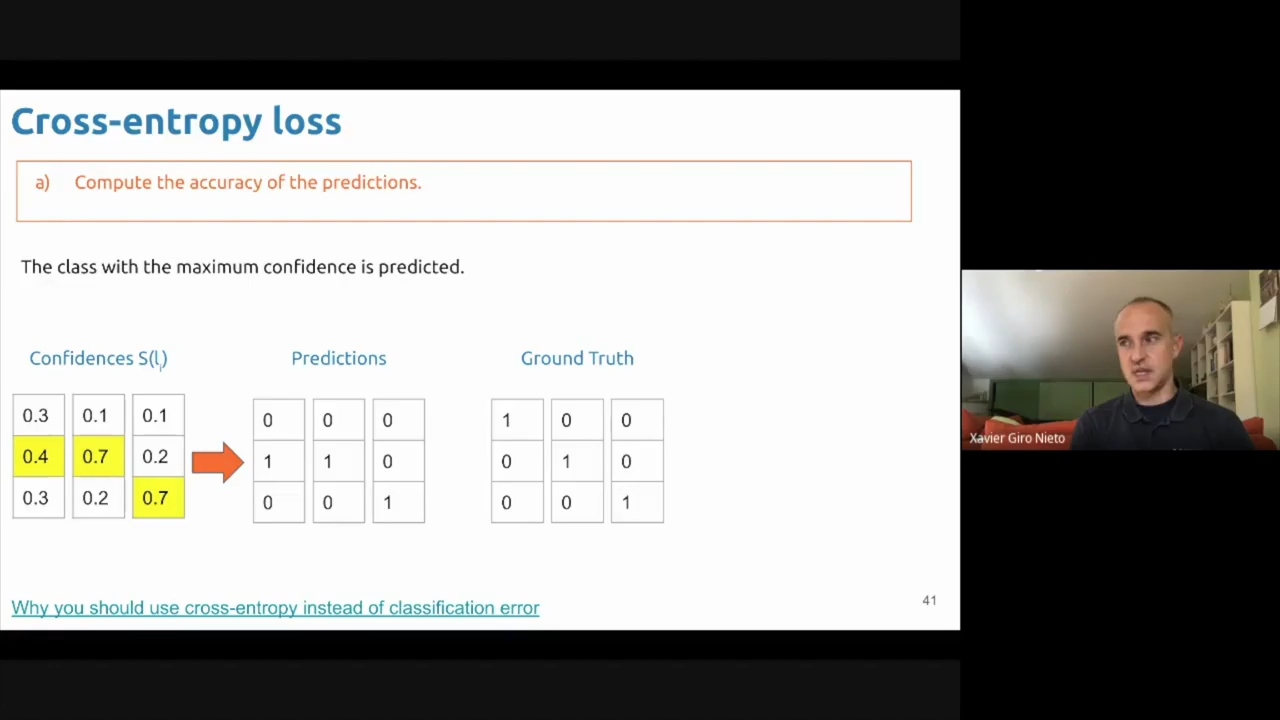 Cross-entropy loss
a) Compute the accuracy of the predictions.
The class with the maximum confidence is predicted.
Confidences S(lᵢ) Predictions Ground Truth
0.3 0.1 0.1 0 0 0 1 0 0
0.4 0.7 0.2 1 1 0 0 1 0
0.3 0.2 0.7 0 0 1 0 0 1
Why you should use cross-entropy instead of classification error
41
Xavier Giro Nieto